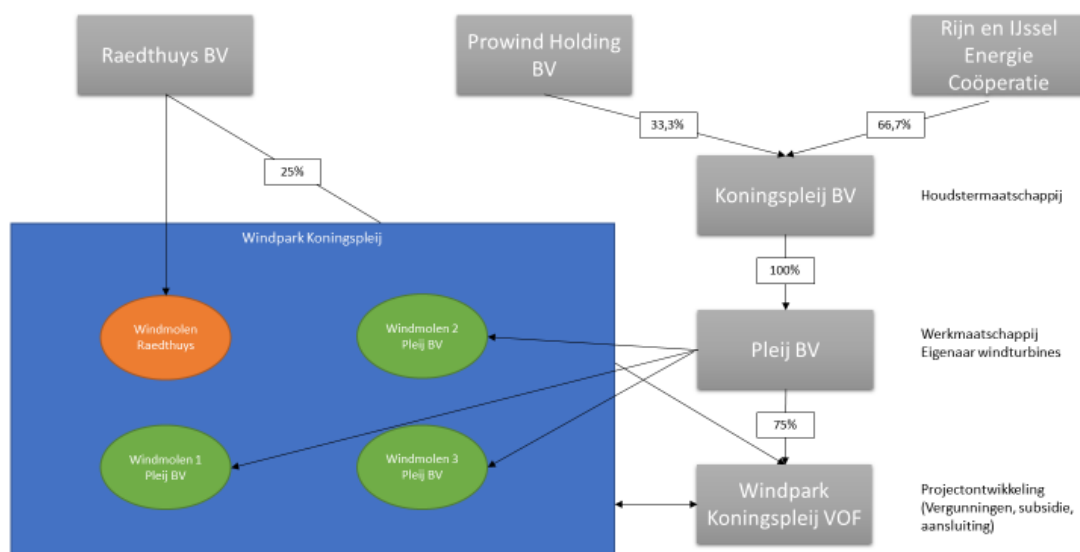 Raedthuys BV
Prowind Holding
BV
Rijn en IJssel
Energie
Coöperatie
33,3%
66,7%
25%
Koningspleij BV
Houdstermaatschappij
Windpark Koningspleij
100%
Windmolen
Raedthuys
Windmolen 2
Pleij BV
Pleij BV
Werkmaatschappij
Eigenaar windturbines
75%
Windmolen 1
Pleij BV
Windmolen 3
Pleij BV
Windpark
Koningspleij VOF
Projectontwikkeling
(Vergunningen, subsidie,
aansluiting)